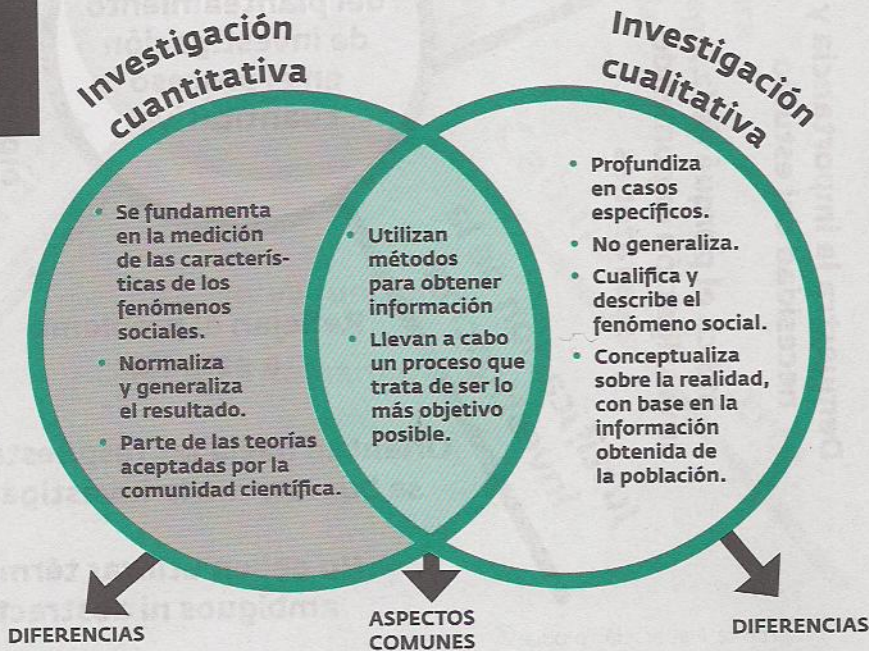 Investigación
cuantitativa
Investigación
cualitativa
• Se fundamenta
en la medición
de las caracterís-
ticas de los
fenómenos
sociales.
• Normaliza
y generaliza
el resultado.
• Parte de las teorías
aceptadas por la
comunidad científica.
• Utilizan
métodos
para obtener
información
• Llevan a cabo
un proceso que
trata de ser lo
más objetivo
posible.
• Profundiza
en casos
específicos.
• No generaliza.
• Cualifica y
describe el
fenómeno social.
• Conceptualiza
sobre la realidad,
con base en la
información
obtenida de
la población.
DIFERENCIAS
ASPECTOS
COMUNES
DIFERENCIAS